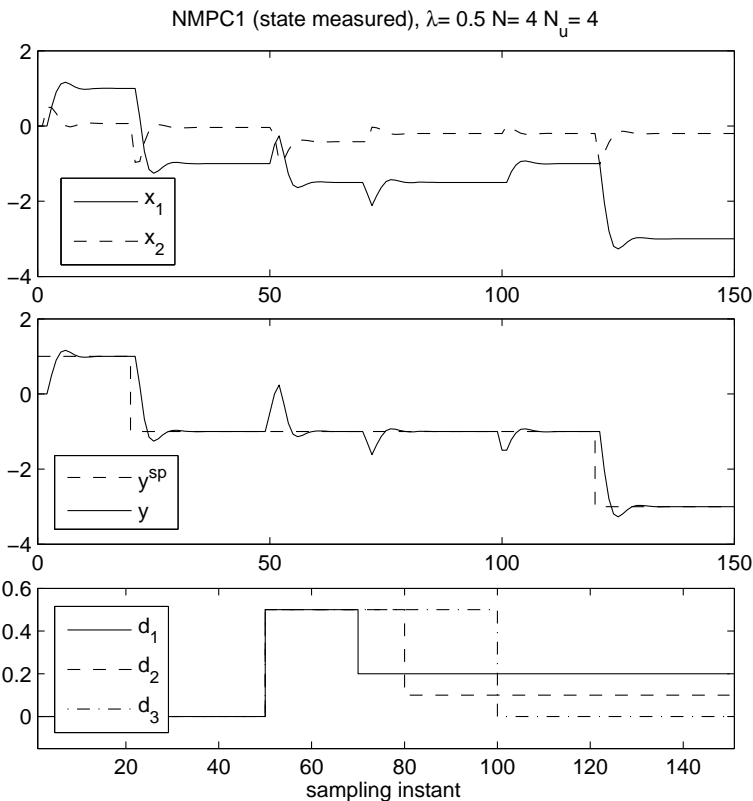 NMPC1 (state measured), λ= 0.5 N= 4 N_u= 4
2
0
−2
−4
x_1
x_2
0 50 100 150
2
0
−2
−4
y^sp
y
0 50 100 150
0.6
0.4
0.2
0
d_1
d_2
d_3
20 40 60 80 100 120 140
sampling instant